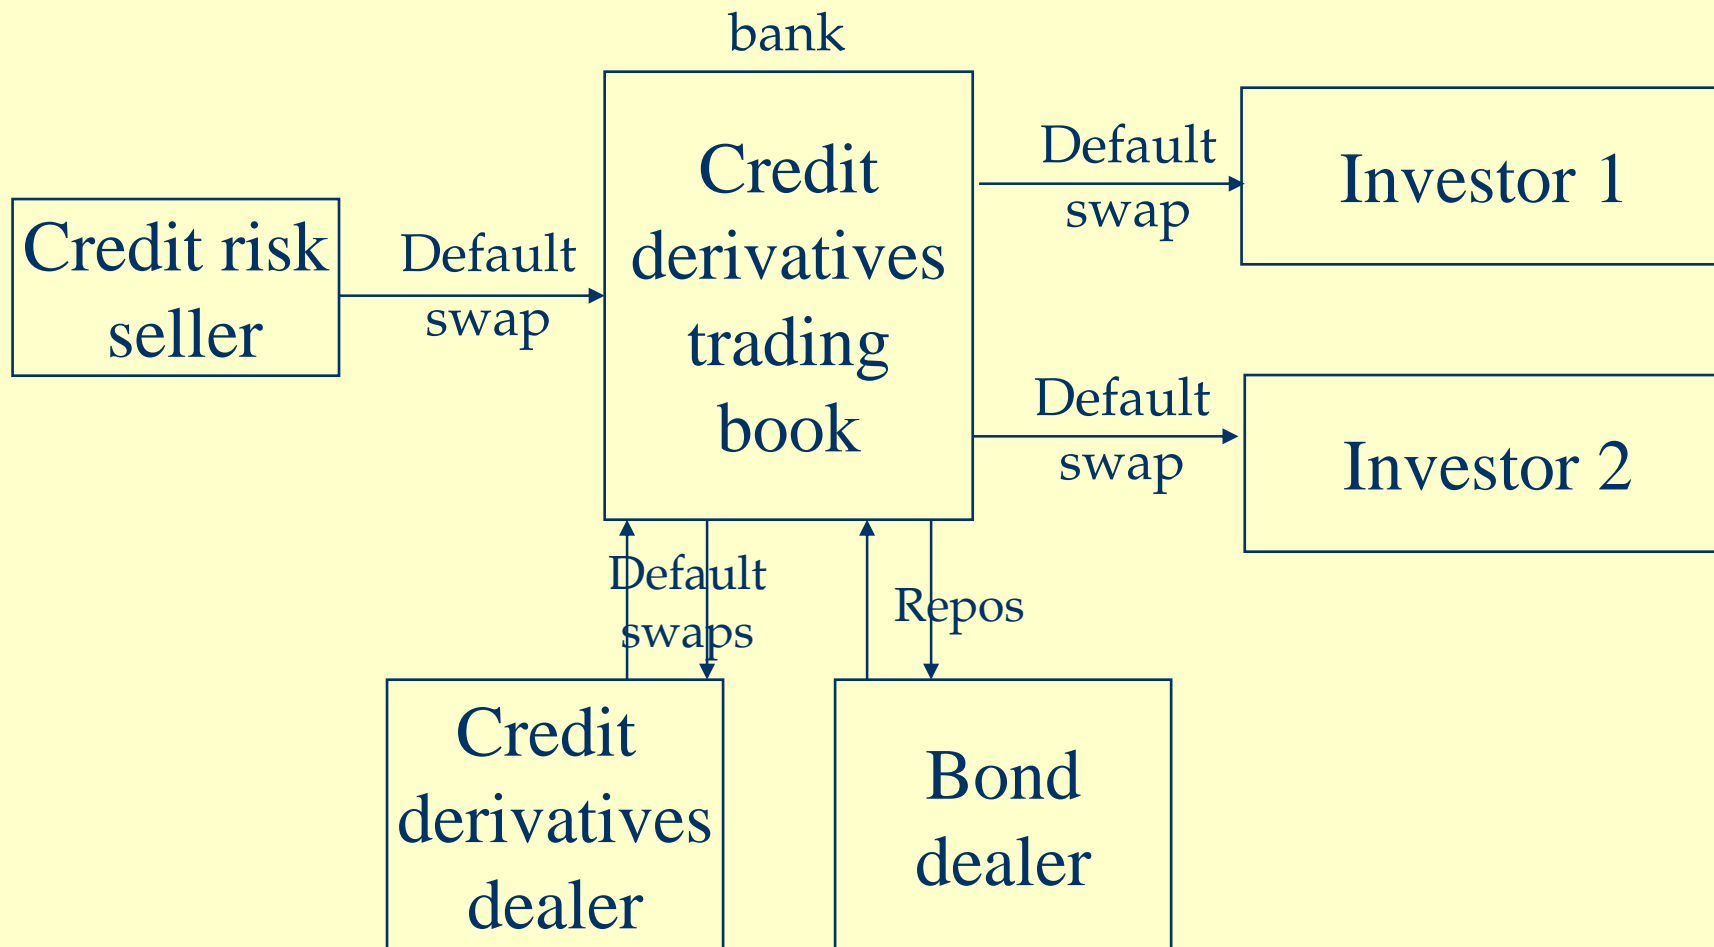 bank
Credit risk
seller
Default
swap
Credit
derivatives
trading
book
Default
swap
Investor 1
Default
swap
Investor 2
Default
swaps
Repos
Credit
derivatives
dealer
Bond
dealer